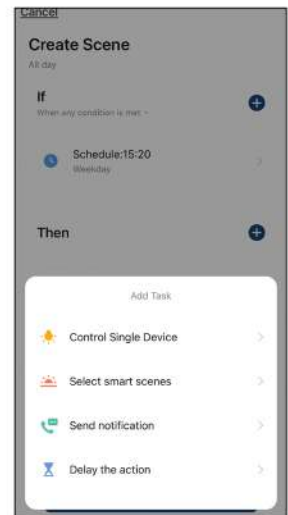 Cancel
Create Scene
All day
If
When any condition is met
Schedule:15:20
Weekday
Then
Add Task
Control Single Device
Select smart scenes
Send notification
Delay the action